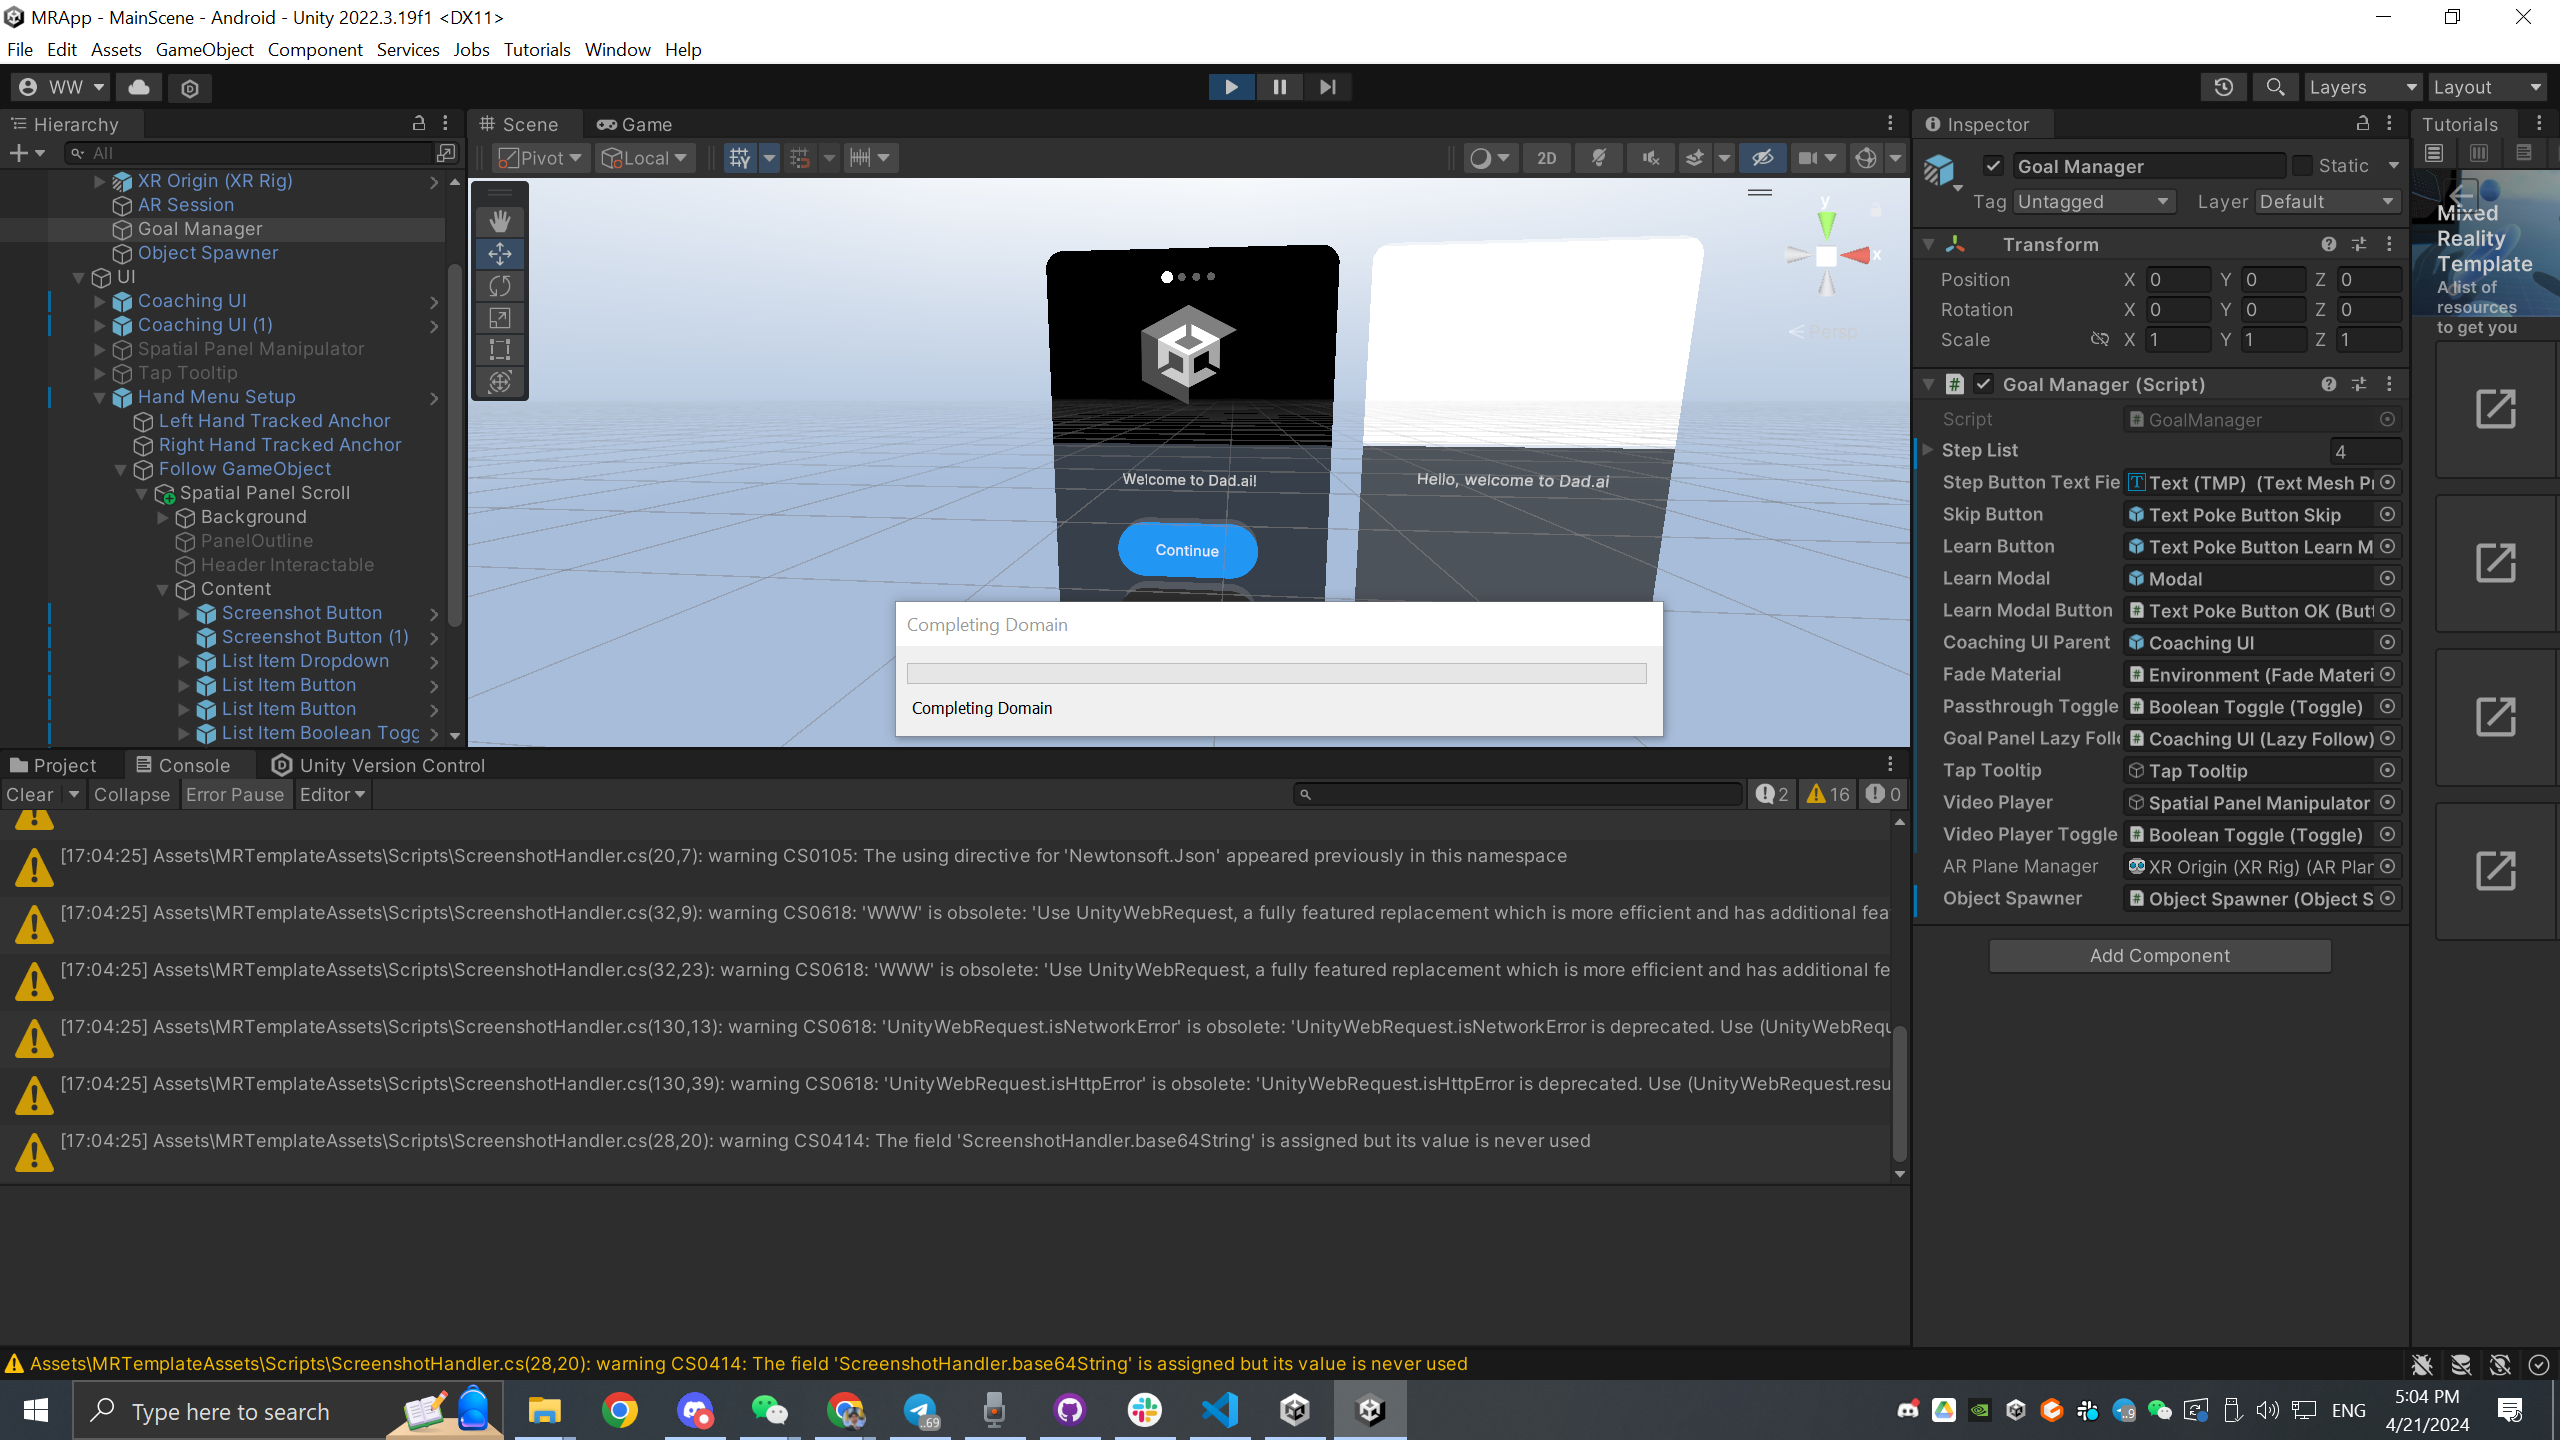 MRApp - MainScene - Android - Unity 2022.3.19f1 <DX11>
File Edit Assets GameObject Component Services Jobs Tutorials Window Help
WW
Layers
Layout
Hierarchy
All
XR Origin (XR Rig)
AR Session
Goal Manager
Object Spawner
UI
Coaching UI
Coaching UI (1)
Spatial Panel Manipulator
Tap Tooltip
Hand Menu Setup
Left Hand Tracked Anchor
Right Hand Tracked Anchor
Follow GameObject
Spatial Panel Scroll
Background
PanelOutline
Header Interactable
Content
Screenshot Button
Screenshot Button (1)
List Item Dropdown
List Item Button
List Item Button
List Item Boolean Togg
Scene
Game
Pivot
Local
2D
y
x
Persp
Welcome to Dad.ai!
Continue
Hello, welcome to Dad.ai
Completing Domain
Completing Domain
Inspector
Goal Manager
Static
Tag Untagged
Layer Default
Transform
Position X 0 Y 0 Z 0
Rotation X 0 Y 0 Z 0
Scale X 1 Y 1 Z 1
Goal Manager (Script)
Script GoalManager
Step List 4
Step Button Text Fie Text (TMP) (Text Mesh P
Skip Button Text Poke Button Skip
Learn Button Text Poke Button Learn M
Learn Modal Modal
Learn Modal Button Text Poke Button OK (But
Coaching UI Parent Coaching UI
Fade Material Environment (Fade Materi
Passthrough Toggle Boolean Toggle (Toggle)
Goal Panel Lazy Foll Coaching UI (Lazy Follow)
Tap Tooltip Tap Tooltip
Video Player Spatial Panel Manipulator
Video Player Toggle Boolean Toggle (Toggle)
AR Plane Manager XR Origin (XR Rig) (AR Plan
Object Spawner Object Spawner (Object S
Add Component
Tutorials
Mixed
Reality
Template
A list of
resources
to get you
Project
Console
Unity Version Control
Clear
Collapse
Error Pause
Editor
2
16
0
[17:04:25] Assets\MRTemplateAssets\Scripts\ScreenshotHandler.cs(20,7): warning CS0105: The using directive for 'Newtonsoft.Json' appeared previously in this namespace
[17:04:25] Assets\MRTemplateAssets\Scripts\ScreenshotHandler.cs(32,9): warning CS0618: 'WWW' is obsolete: 'Use UnityWebRequest, a fully featured replacement which is more efficient and has additional fea
[17:04:25] Assets\MRTemplateAssets\Scripts\ScreenshotHandler.cs(32,23): warning CS0618: 'WWW' is obsolete: 'Use UnityWebRequest, a fully featured replacement which is more efficient and has additional fe
[17:04:25] Assets\MRTemplateAssets\Scripts\ScreenshotHandler.cs(130,13): warning CS0618: 'UnityWebRequest.isNetworkError' is obsolete: 'UnityWebRequest.isNetworkError is deprecated. Use (UnityWebRequ
[17:04:25] Assets\MRTemplateAssets\Scripts\ScreenshotHandler.cs(130,39): warning CS0618: 'UnityWebRequest.isHttpError' is obsolete: 'UnityWebRequest.isHttpError is deprecated. Use (UnityWebRequest.resu
[17:04:25] Assets\MRTemplateAssets\Scripts\ScreenshotHandler.cs(28,20): warning CS0414: The field 'ScreenshotHandler.base64String' is assigned but its value is never used
Assets\MRTemplateAssets\Scripts\ScreenshotHandler.cs(28,20): warning CS0414: The field 'ScreenshotHandler.base64String' is assigned but its value is never used
Type here to search
..69
..9
ENG
5:04 PM
4/21/2024